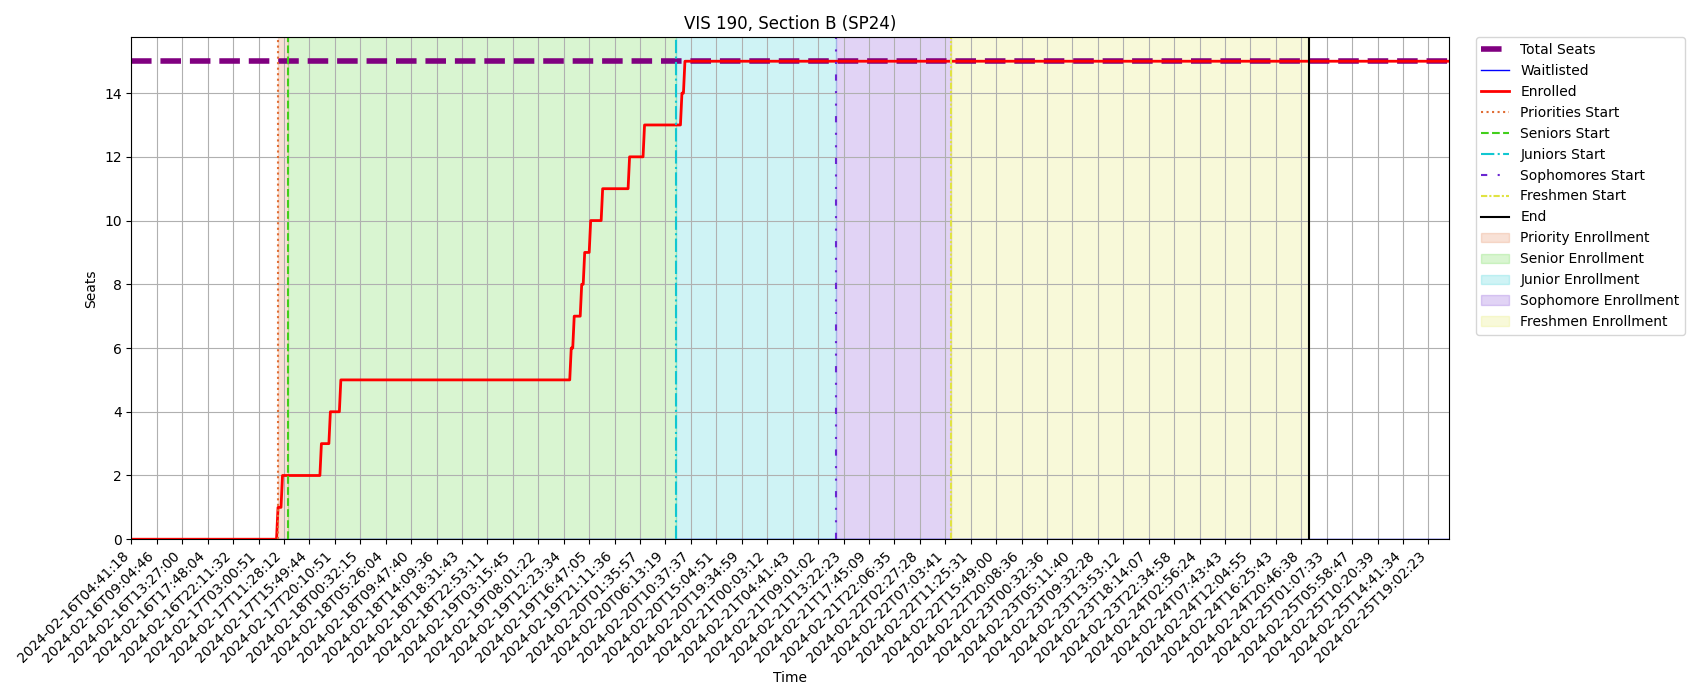 VIS 190, Section B (SP24)
Total Seats
Waitlisted
Enrolled
Priorities Start
Seniors Start
Juniors Start
Sophomores Start
Freshmen Start
End
Priority Enrollment
Senior Enrollment
Junior Enrollment
Sophomore Enrollment
Freshmen Enrollment
Seats
14
12
10
8
6
4
2
0
2024-02-16T04:41:18
2024-02-16T09:04:46
2024-02-16T13:27:00
2024-02-16T17:48:04
2024-02-16T22:11:32
2024-02-17T03:00:51
2024-02-17T11:28:12
2024-02-17T15:49:44
2024-02-17T20:10:51
2024-02-18T00:32:15
2024-02-18T05:26:04
2024-02-18T09:47:40
2024-02-18T14:09:36
2024-02-18T18:31:43
2024-02-18T22:53:11
2024-02-19T03:15:45
2024-02-19T08:01:22
2024-02-19T12:23:34
2024-02-19T16:47:05
2024-02-19T21:11:36
2024-02-20T01:35:57
2024-02-20T06:13:19
2024-02-20T10:37:37
2024-02-20T15:04:51
2024-02-20T19:34:59
2024-02-21T00:03:12
2024-02-21T04:41:43
2024-02-21T09:01:02
2024-02-21T13:22:23
2024-02-21T17:45:09
2024-02-21T22:06:35
2024-02-22T02:27:28
2024-02-22T07:03:41
2024-02-22T11:25:31
2024-02-22T15:49:00
2024-02-22T20:08:36
2024-02-23T00:32:36
2024-02-23T05:11:40
2024-02-23T09:32:28
2024-02-23T13:53:12
2024-02-23T18:14:07
2024-02-23T22:34:58
2024-02-24T02:56:24
2024-02-24T07:43:43
2024-02-24T12:04:55
2024-02-24T16:25:43
2024-02-24T20:46:38
2024-02-25T01:07:33
2024-02-25T05:58:47
2024-02-25T10:20:39
2024-02-25T14:41:34
2024-02-25T19:02:23
Time